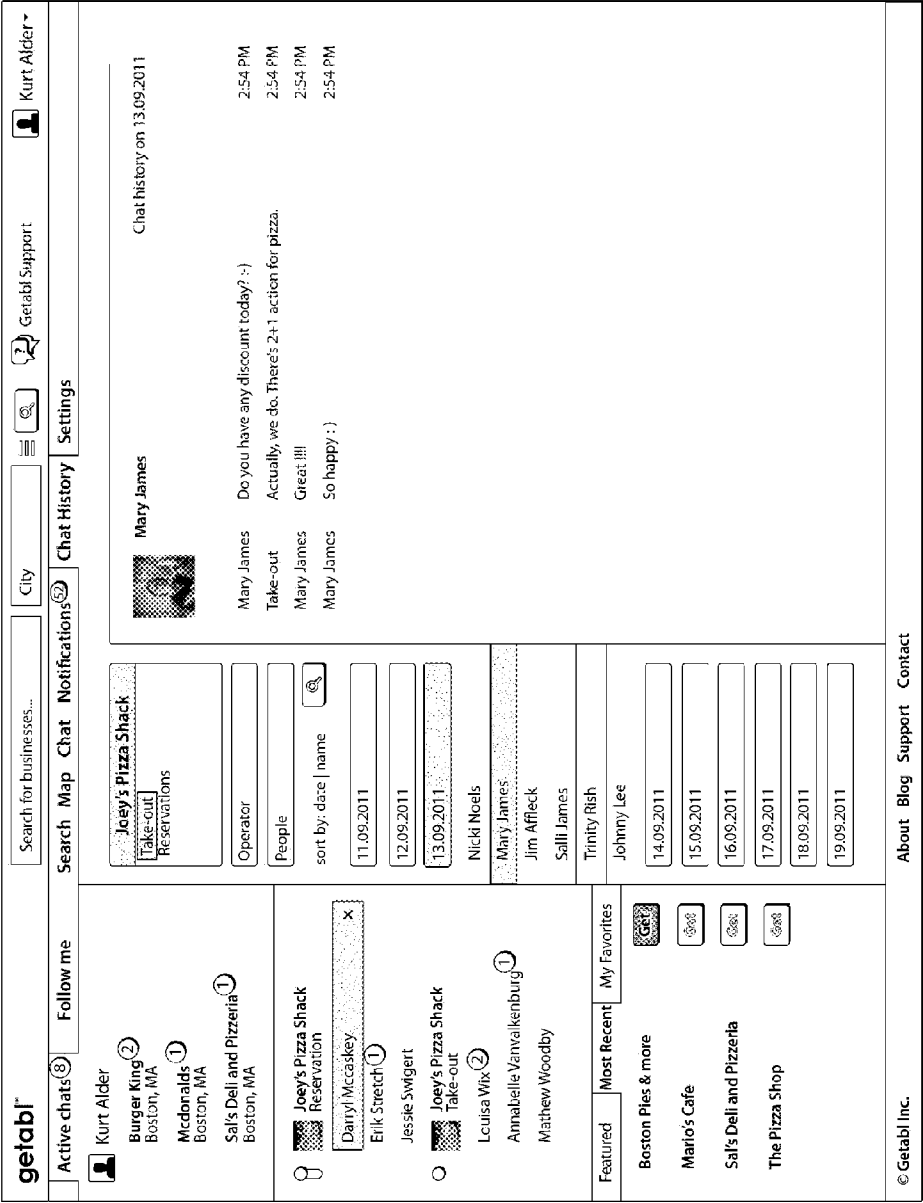 getabl™
Search for businesses...
City
Getabl Support
Kurt Alder
Active chats 8
Follow me
Search Map Chat Notifications 52 Chat History Settings
Kurt Alder
Burger King 2
Boston, MA
Mcdonalds 1
Boston, MA
Sal's Deli and Pizzeria 1
Boston, MA
Joey's Pizza Shack
Reservation
Darryl Mccaskey ×
Erik Stretch 1
Jessie Swigert
Joey's Pizza Shack
Take-out
Louisa Wix 2
Annabelle Vanvalkenburg 1
Mathew Woodby
Featured
Most Recent
My Favorites
Boston Pies & more Get
Mario's Cafe Get
Sal's Deli and Pizzeria Get
The Pizza Shop Get
Joey's Pizza Shack
Take-out
Reservations
Operator
People
sort by: date | name
11.09.2011
12.09.2011
13.09.2011
Nicki Noels
Mary James
Jim Affleck
Salli James
Trinity Rish
Johnny Lee
14.09.2011
15.09.2011
16.09.2011
17.09.2011
18.09.2011
19.09.2011
Mary James
Chat history on 13.09.2011
Mary James Do you have any discount today? :-) 2:54 PM
Take-out Actually, we do. There's 2+1 action for pizza. 2:54 PM
Mary James Great !!!! 2:54 PM
Mary James So happy : ) 2:54 PM
© Getabl Inc.
About Blog Support Contact